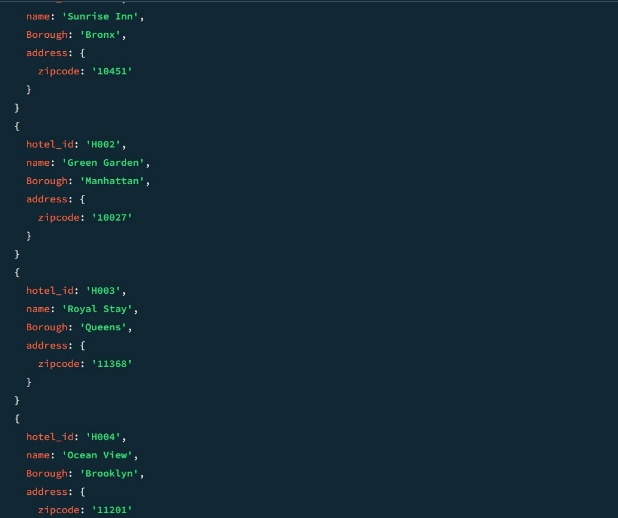 name: 'Sunrise Inn',
Borough: 'Bronx',
address: {
zipcode: '10451'
}
}
{
hotel_id: 'H002',
name: 'Green Garden',
Borough: 'Manhattan',
address: {
zipcode: '10027'
}
}
{
hotel_id: 'H003',
name: 'Royal Stay',
Borough: 'Queens',
address: {
zipcode: '11368'
}
}
{
hotel_id: 'H004',
name: 'Ocean View',
Borough: 'Brooklyn',
address: {
zipcode: '11201'